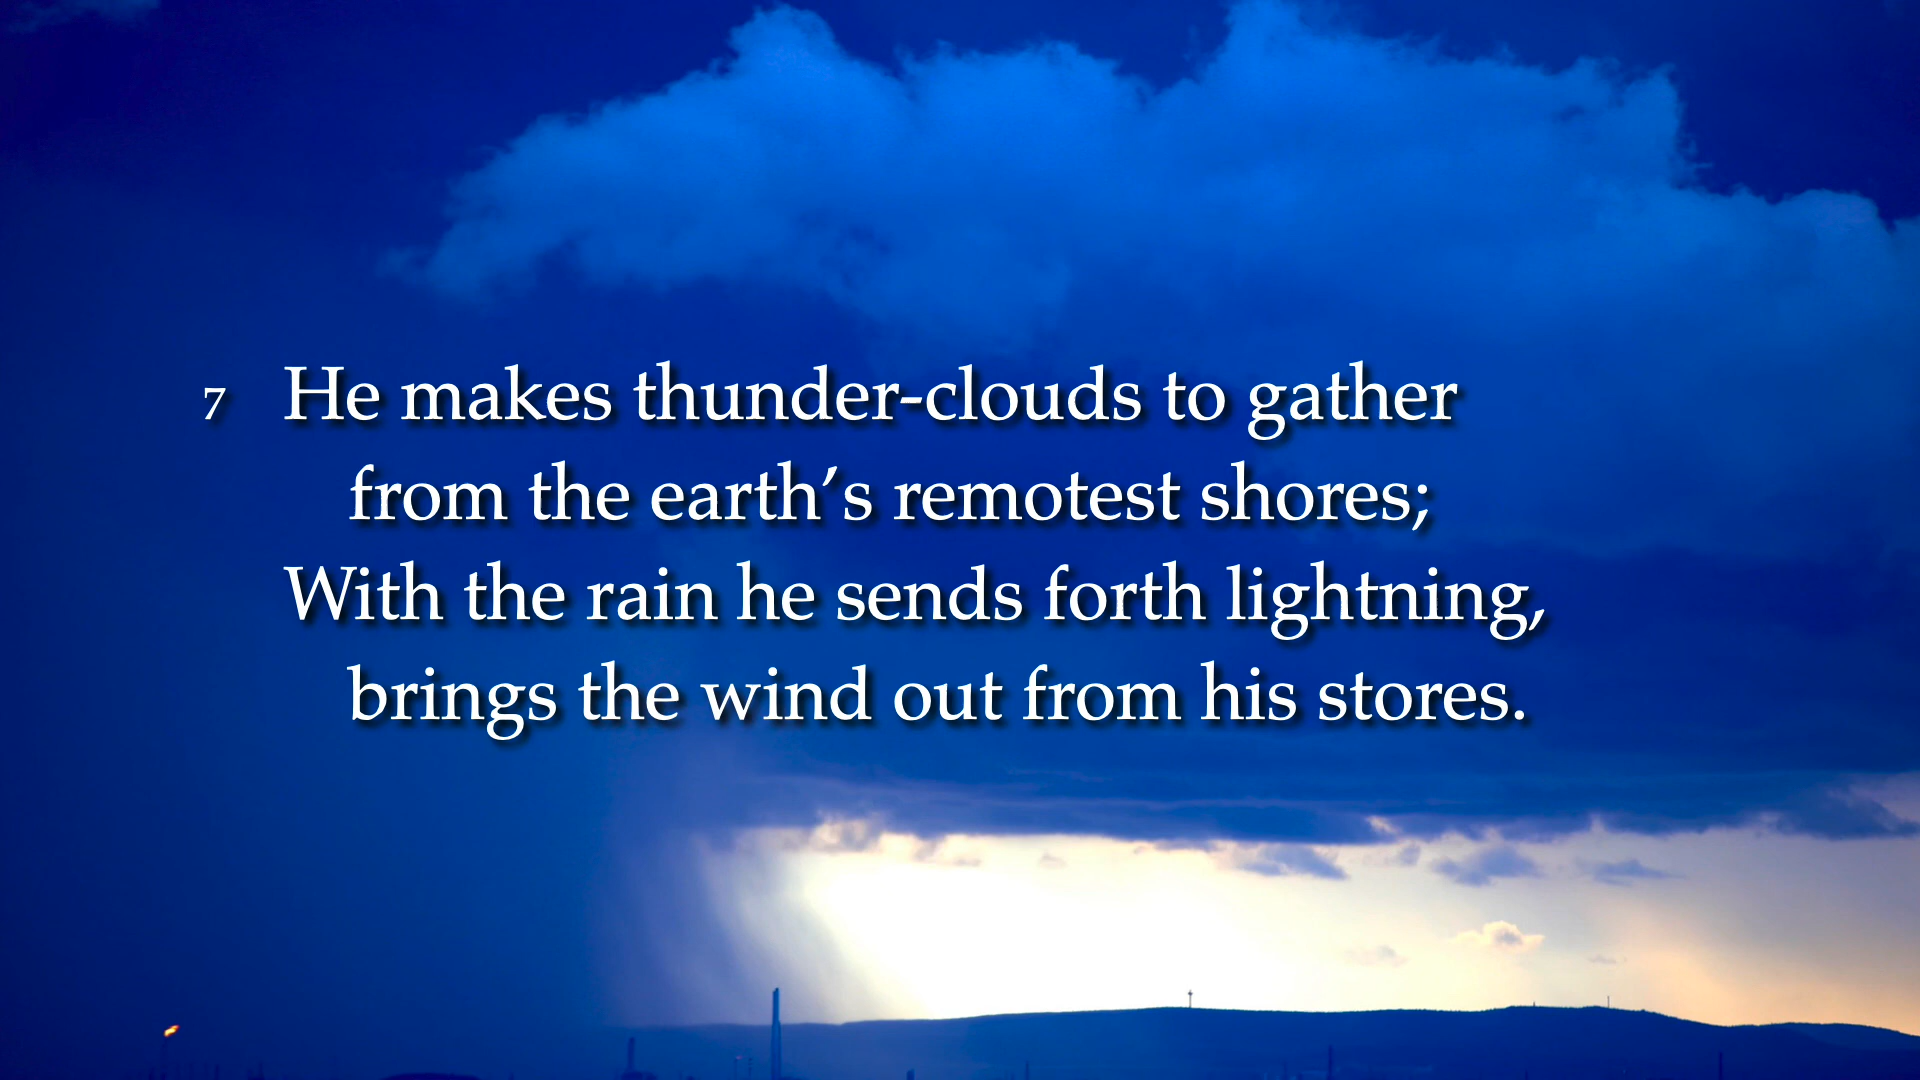 7 He makes thunder-clouds to gather
from the earth’s remotest shores;
With the rain he sends forth lightning,
brings the wind out from his stores.